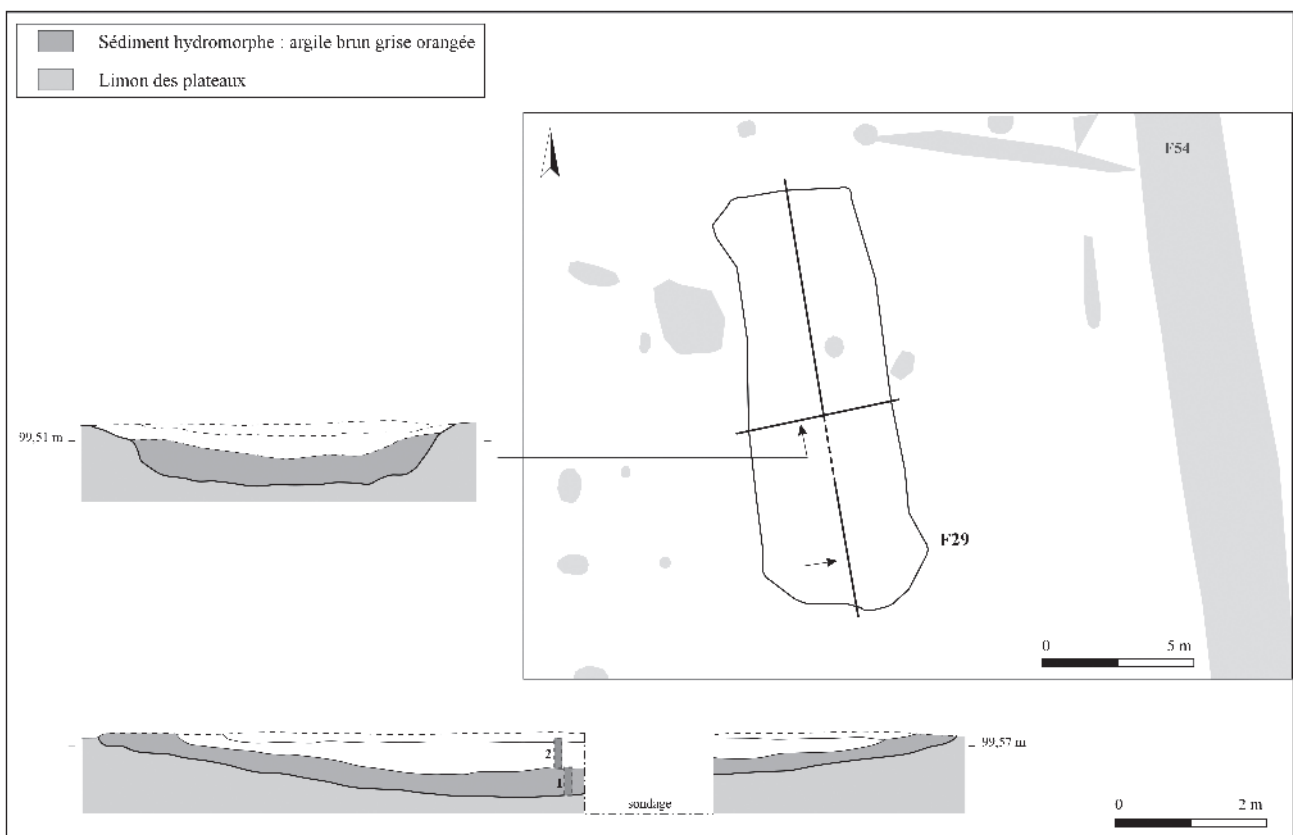 Sédiment hydromorphe : argile brun grise orangée
Limon des plateaux
F54
99,51 m
F29
0 5 m
99,57 m
2
1
sondage
0 2 m